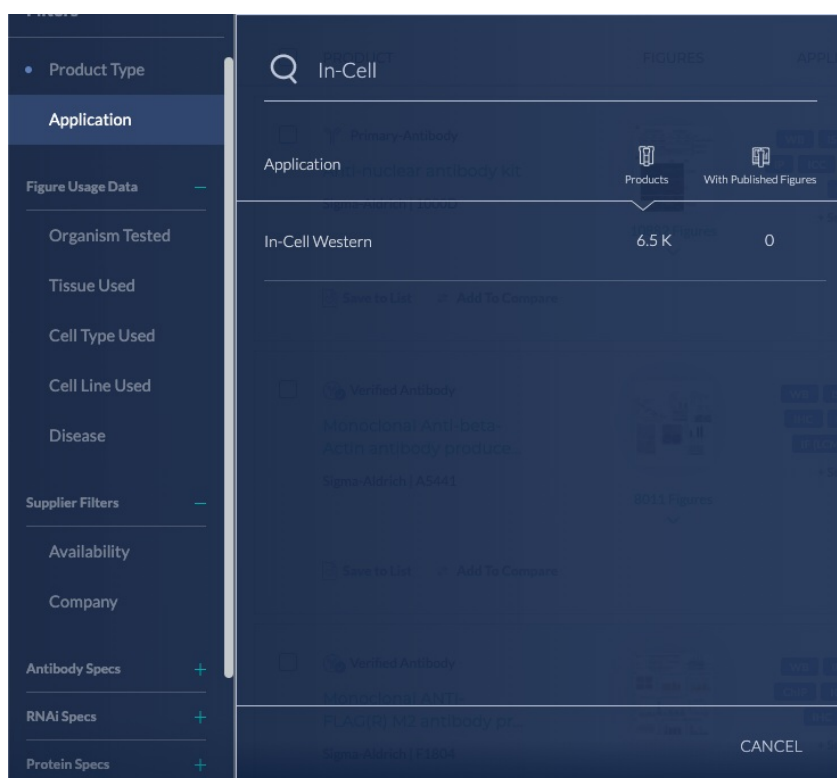 Filters
Product Type
Application
Figure Usage Data
Organism Tested
Tissue Used
Cell Type Used
Cell Line Used
Disease
Supplier Filters
Availability
Company
Antibody Specs
RNAi Specs
Protein Specs
In-Cell
PRODUCT FIGURES
Primary-Antibody
Application Products With Published Figures
nuclear antibody kit
Sigma-Aldrich
In-Cell Western 6.5 K 0
Save to List Add To Compare
Verified Antibody
Monoclonal Anti-beta-
Actin antibody produce...
Sigma-Aldrich | A5441
8015 Figures
Save to List Add To Compare
Verified Antibody
Monoclonal ANTI-
FLAG(R) M2 antibody pr...
Sigma-Aldrich | F1804
CANCEL